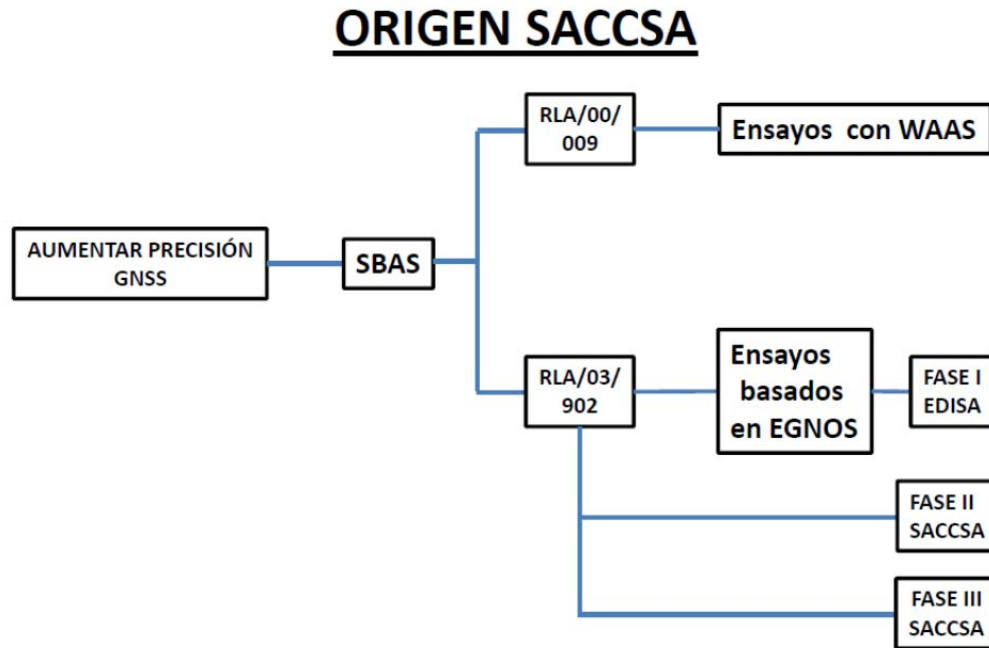 ORIGEN SACCSA
RLA/00/
009
Ensayos con WAAS
AUMENTAR PRECISIÓN
GNSS
SBAS
RLA/03/
902
Ensayos
basados
en EGNOS
FASE I
EDISA
FASE II
SACCSA
FASE III
SACCSA